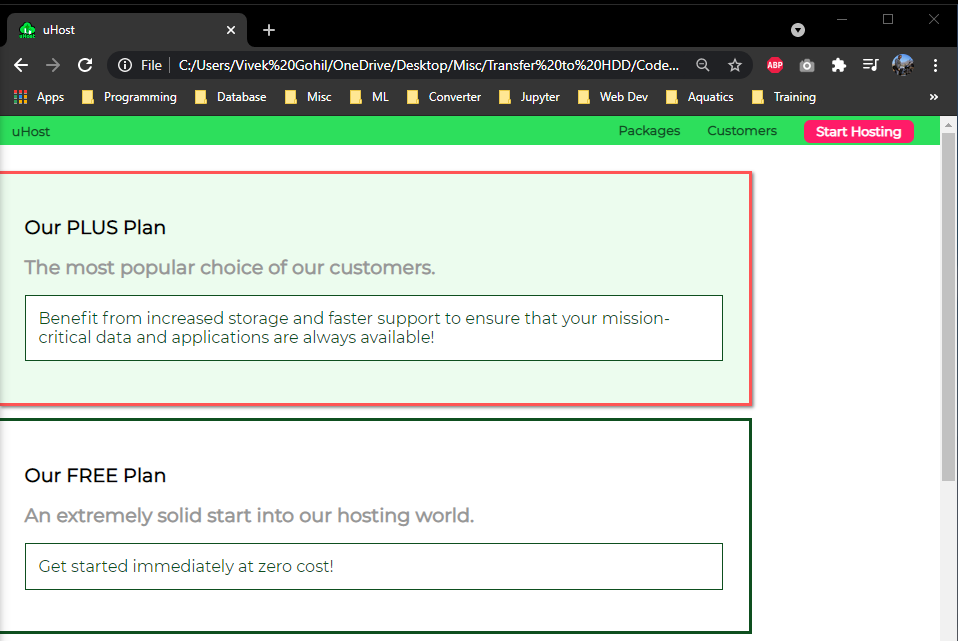 uHost
File
C:/Users/Vivek%20Gohil/OneDrive/Desktop/Misc/Transfer%20to%20HDD/Code...
ABP
Apps Programming Database Misc ML Converter Jupyter Web Dev Aquatics Training »
uHost Packages Customers Start Hosting
Our PLUS Plan
The most popular choice of our customers.
Benefit from increased storage and faster support to ensure that your mission-
critical data and applications are always available!
Our FREE Plan
An extremely solid start into our hosting world.
Get started immediately at zero cost!